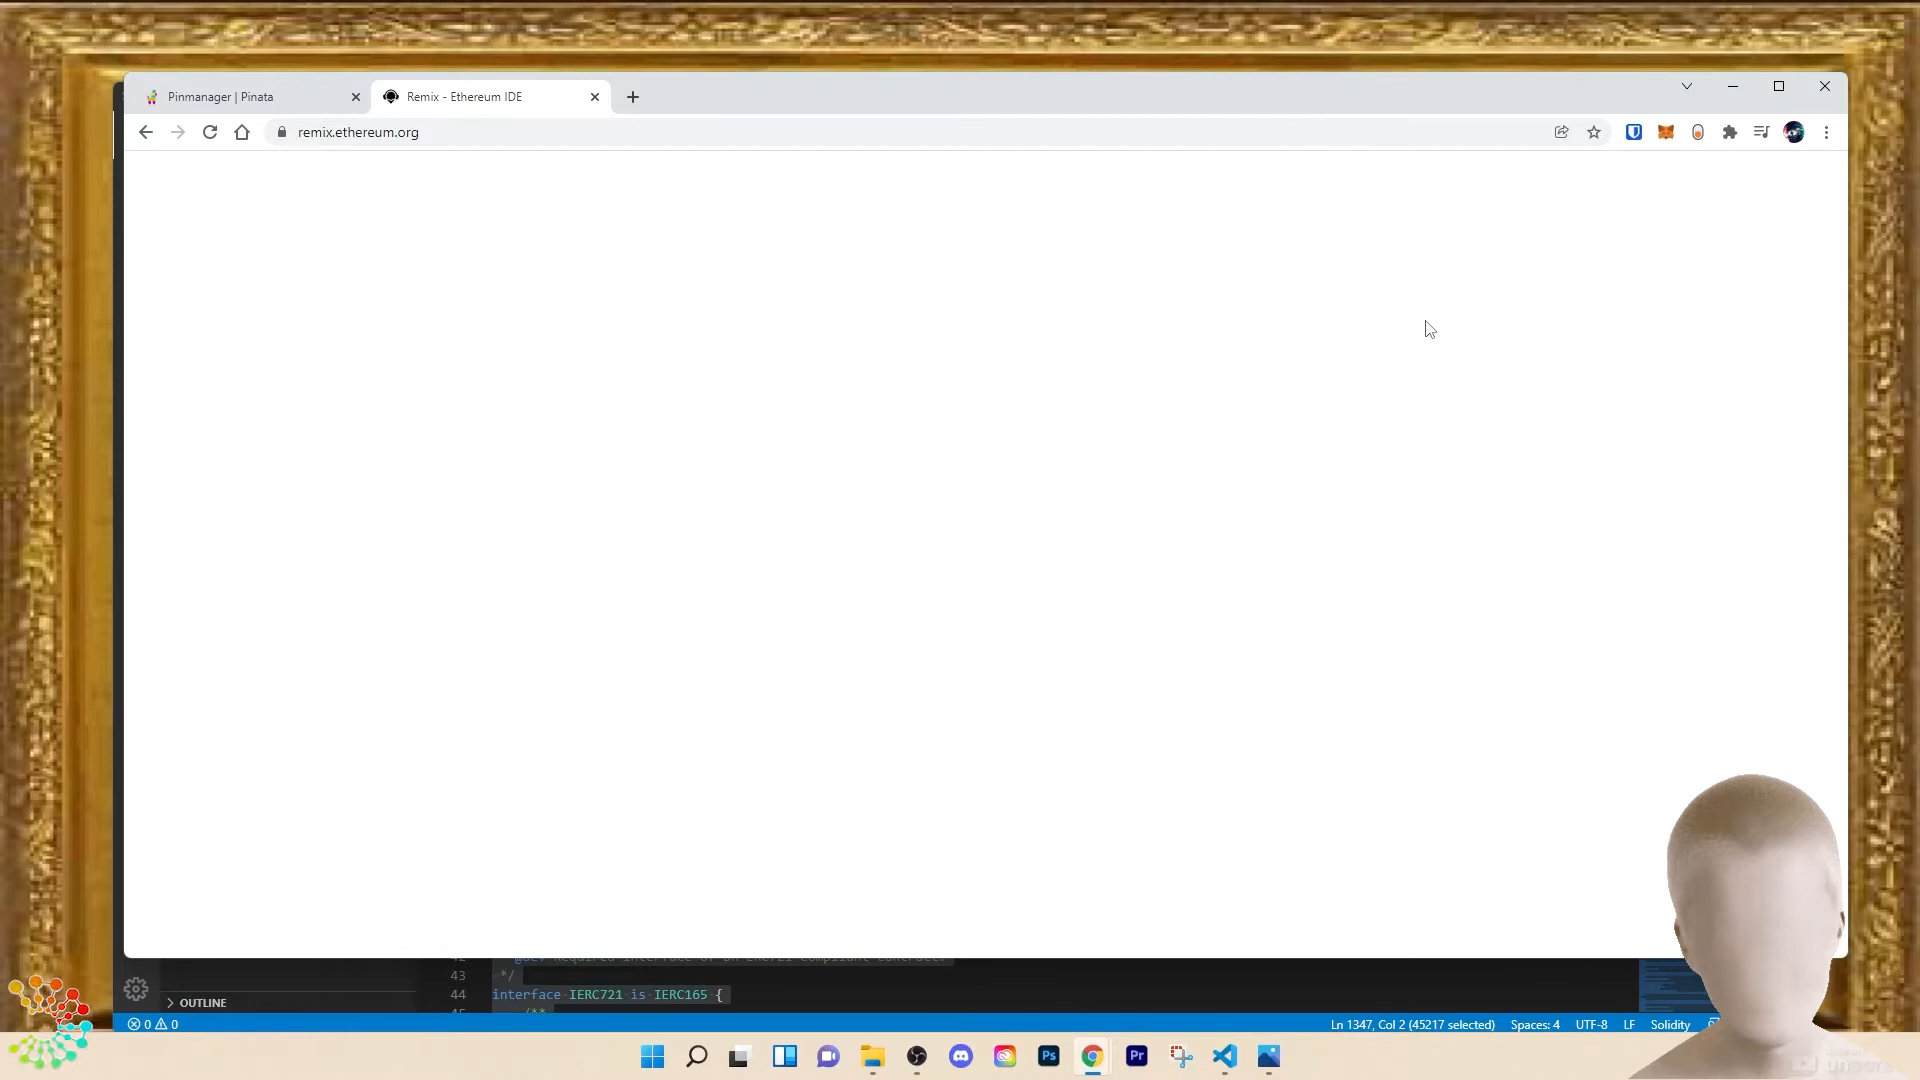 Pinmanager | Pinata
Remix - Ethereum IDE
remix.ethereum.org
43 */
44 interface IERC721 is IERC165 {
/**
OUTLINE
0 0
Ln 1347, Col 2 (45217 selected) Spaces: 4 UTF-8 LF Solidity
Ps Pr